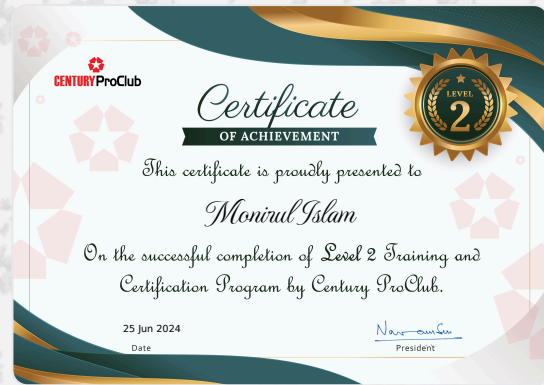 CENTURY ProClub
Certificate
OF ACHIEVEMENT
LEVEL
2
This certificate is proudly presented to
Monirul Islam
On the successful completion of Level 2 Training and
Certification Program by Century ProClub.
25 Jun 2024
Date
President